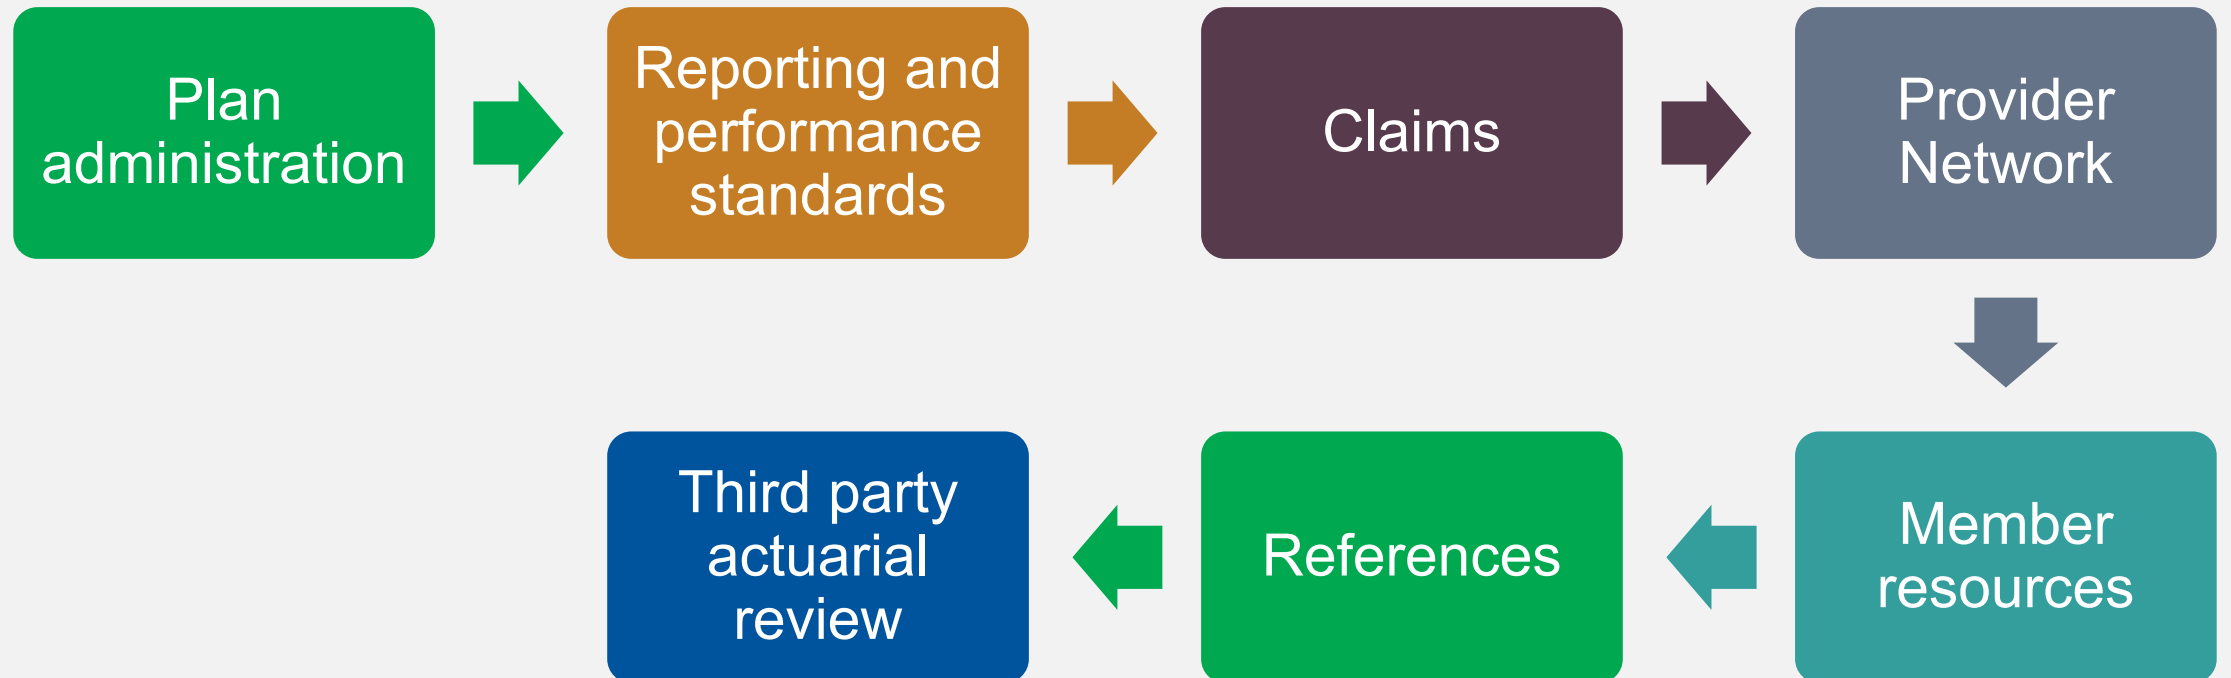 Plan
administration
Reporting and
performance
standards
Claims
Provider
Network
Member
resources
References
Third party
actuarial
review